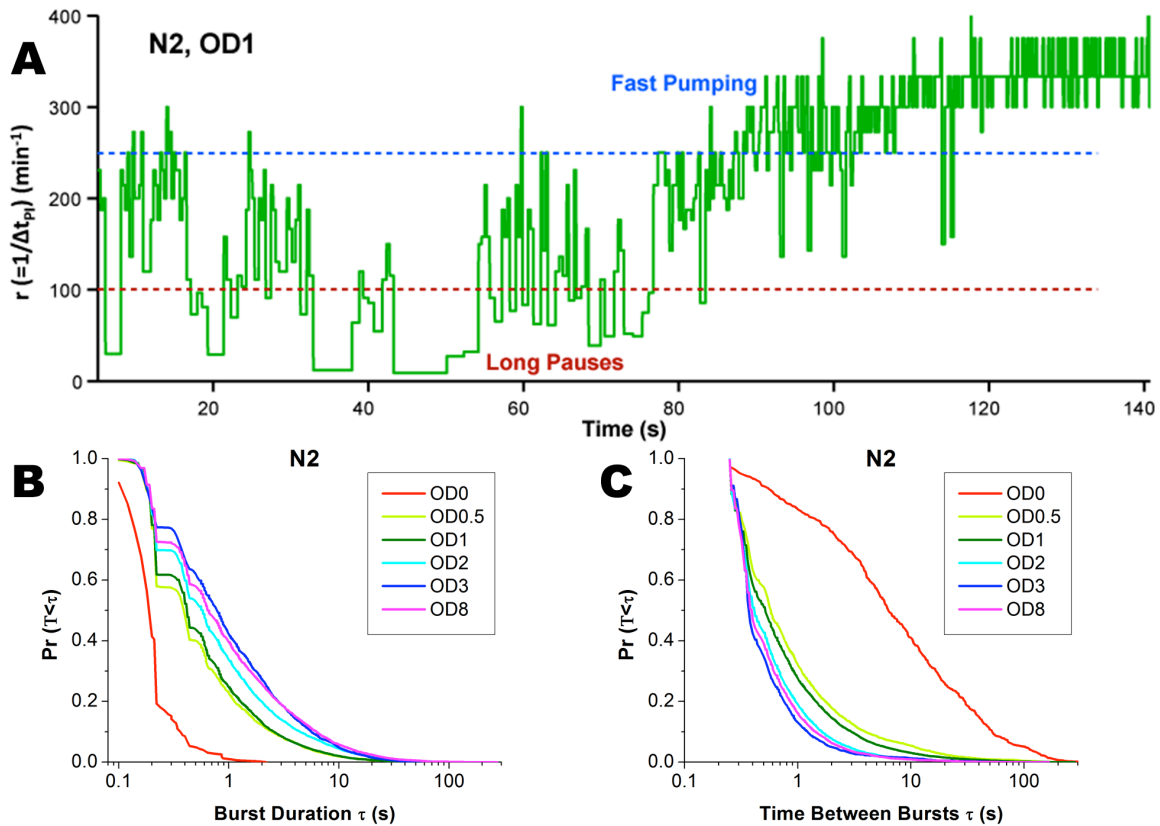 A
N2, OD1
Fast Pumping
Long Pauses
r (=1/Δtₚᵢ) (min⁻¹)
400
300
200
100
0
20
40
60
80
100
120
140
Time (s)
B
N2
OD0
OD0.5
OD1
OD2
OD3
OD8
Pr (T<τ)
1.0
0.8
0.6
0.4
0.2
0.0
0.1
1
10
100
Burst Duration τ (s)
C
N2
OD0
OD0.5
OD1
OD2
OD3
OD8
Pr (T<τ)
1.0
0.8
0.6
0.4
0.2
0.0
0.1
1
10
100
Time Between Bursts τ (s)